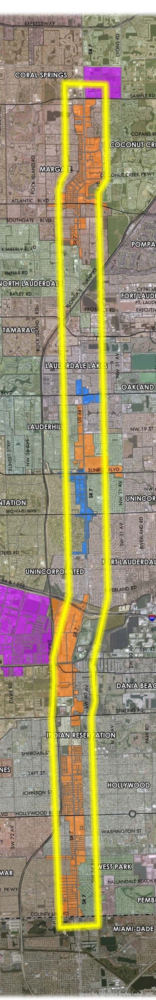 EXPRESSWAY
SR 7
LYONS RD
CORAL SPRINGS
SAMPLE RD
COPANS R
COCONUT CRE
ROCK ISLAND RD
MARGATE
COCONUT CREEK PKWY
RD
ATLANTIC BLVD
SOUTHGATE BLVD
SR 7
POMPA
KIMBERLY BLVD
McNAB RD
NORTH LAUDERDAL
FLORIDA'S TURNPIKE
CYPRESS
BAILEY RD
FORT LAUDE
FT. LAUDE
PROSPECT RD
EXECUTIV
ROCK ISLAND RD
TAMARAC
LAUDERDALE LAKES
NW 31 AV
OAKLAND
BLVD
US 441
LAUDERHILL
NW 19 ST
SUNSET STRIP
NW 56 AVE
SUNRISE BLVD
SR 7
NW 31 AV
NW
UNINCOR
NTATION
BROWARD BLVD
SW 31 AV
RIVERLAND RD
ETERS RD
FORT LAUDERDAL
UNINCORPORATED
84 & I 595
RIVERLAND RD
595
SR 7
FLORIDA'S TURNPIKE
SW 30 AV
SW 42
R
DAVIE RD
SW 40 AV
DANIA BEAC
STIRLING RD
INDIAN RESERVATION
N AV
PARK RD
SHERIDAN ST
NES
TAFT ST
HOLLYWOOD
JOHNSON ST
LVD
HOLLYWOOD BLVD
SW 72 AV
SR 7
WASHINGTON ST
RT
SW 56 AV
WEST PARK
MAR
HALLANDALE BEACH B
PKWY
SR 7
PEMB
COUNTY LINE RD
MIAMI-DADE